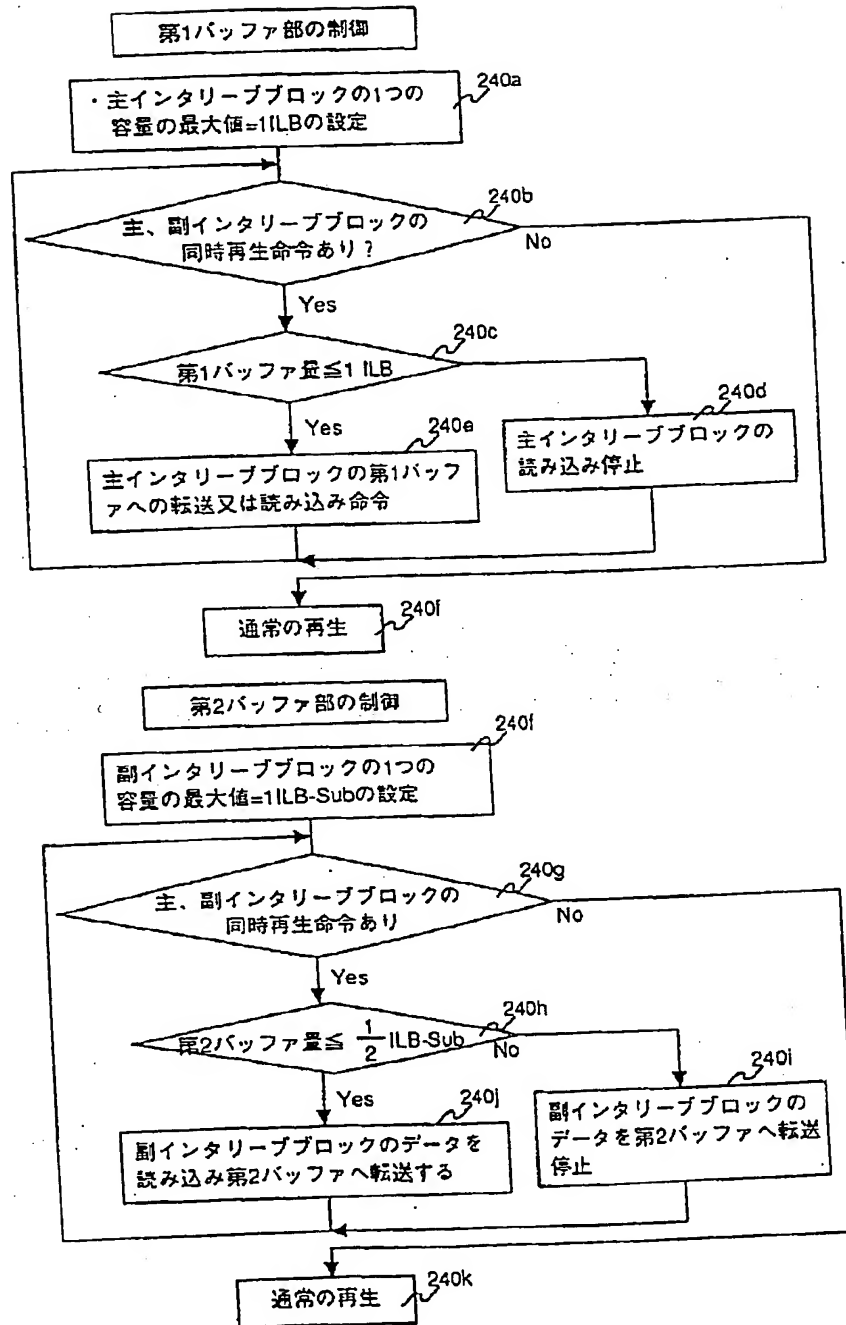 第1バッファ部の制御
240a
・主インタリーブブロックの1つの
容量の最大値=1ILBの設定
240b
主、副インタリーブブロックの
同時再生命令あり?
No
Yes
240c
第1バッファ量≦1 ILB
240d
Yes
240e
主インタリーブブロックの
読み込み停止
主インタリーブブロックの第1バッフ
ァへの転送又は読み込み命令
240f
通常の再生
第2バッファ部の制御
240f
副インタリーブブロックの1つの
容量の最大値=1ILB-Subの設定
240g
主、副インタリーブブロックの
同時再生命令あり
No
Yes
240h
第2バッファ量≦ 1/2 ILB-Sub
No
240i
Yes
240j
副インタリーブブロックの
データを第2バッファへ転送
停止
副インタリーブブロックのデータを
読み込み第2バッファへ転送する
240k
通常の再生